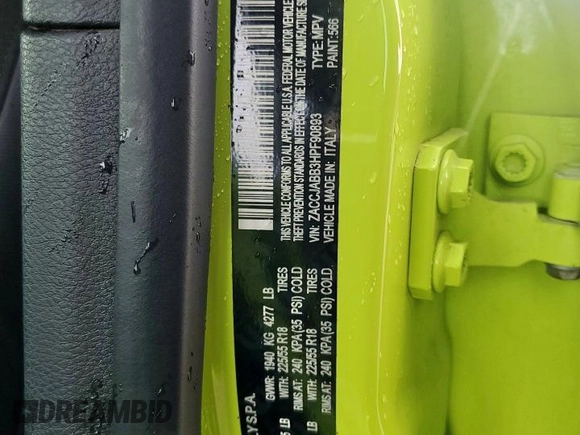 Y S.P.A.
GVWR: 1940 KG 4277 LB
LB WITH: 225/55 R18 TIRES
RIMS AT: 240 KPA(35 PSI) COLD
LB WITH: 225/55 R18 TIRES
RIMS AT: 240 KPA(35 PSI) COLD
THIS VEHICLE CONFORMS TO ALL APPLICABLE U.S.A. FEDERAL MOTOR VEHICLE
THEFT PREVENTION STANDARDS IN EFFECT ON THE DATE OF MANUFACTURE
VIN: ZACCJABB3HPF90893 TYPE: MPV
VEHICLE MADE IN: ITALY PAINT: 566
DREAMBID